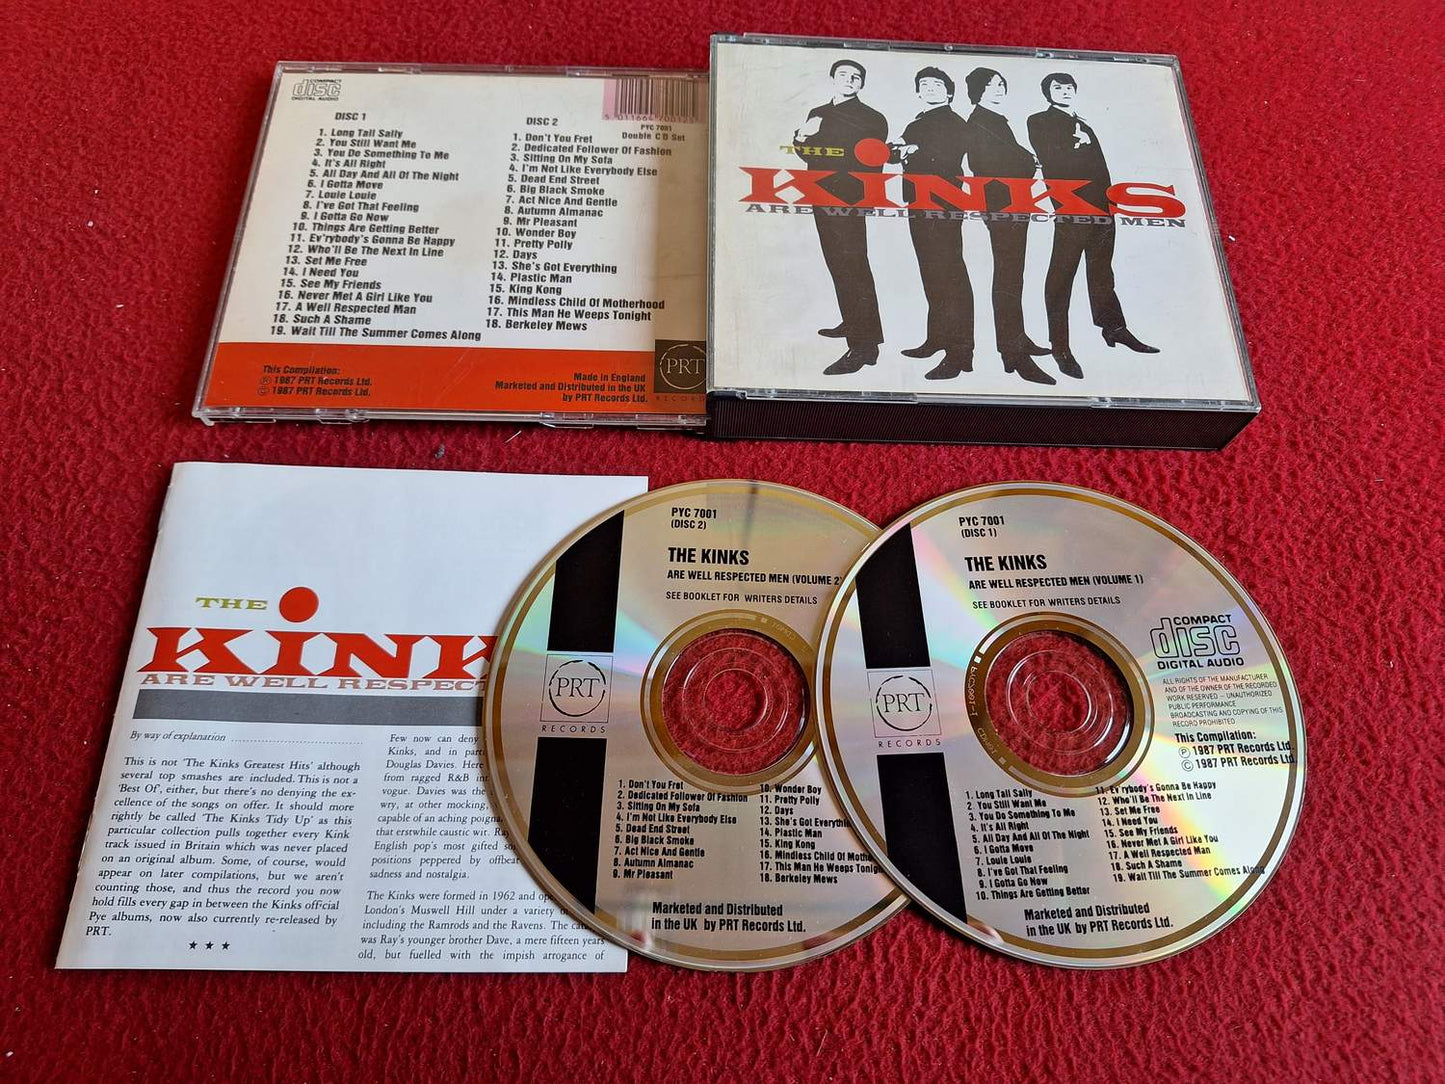 COMPACT
disc
DIGITAL AUDIO
DISC 1
1. Long Tall Sally
2. You Still Want Me
3. You Do Something To Me
4. It's All Right
5. All Day And All Of The Night
6. I Gotta Move
7. Louie Louie
8. I've Got That Feeling
9. I Gotta Go Now
10. Things Are Getting Better
11. Ev'rybody's Gonna Be Happy
12. Who'll Be The Next In Line
13. Set Me Free
14. I Need You
15. See My Friends
16. Never Met A Girl Like You
17. A Well Respected Man
18. Such A Shame
19. Wait Till The Summer Comes Along
PYC 7001
Double CD Set
DISC 2
1. Don't You Fret
2. Dedicated Follower Of Fashion
3. Sitting On My Sofa
4. I'm Not Like Everybody Else
5. Dead End Street
6. Big Black Smoke
7. Act Nice And Gentle
8. Autumn Almanac
9. Mr Pleasant
10. Wonder Boy
11. Pretty Polly
12. Days
13. She's Got Everything
14. Plastic Man
15. King Kong
16. Mindless Child Of Motherhood
17. This Man He Weeps Tonight
18. Berkeley Mews
This Compilation:
℗ 1987 PRT Records Ltd.
© 1987 PRT Records Ltd.
Made in England
Marketed and Distributed in the UK
by PRT Records Ltd.
PRT
RECORDS
THE
KiNKS
ARE WELL RESPECTED MEN
THE
KiNK
ARE WELL RESPECT
By way of explanation
This is not 'The Kinks Greatest Hits' although
several top smashes are included. This is not a
'Best Of', either, but there's no denying the ex-
cellence of the songs on offer. It should more
rightly be called 'The Kinks Tidy Up' as this
particular collection pulls together every Kink
track issued in Britain which was never placed
on an original album. Some, of course, would
appear on later compilations, but we aren't
counting those, and thus the record you now
hold fills every gap in between the Kinks official
Pye albums, now also currently re-released by
PRT.
★ ★ ★
Few now can deny
Kinks, and in parti
Douglas Davies. Here
from ragged R&B int
vogue. Davies was the
wry, at other mocking,
capable of an aching poignan
that erstwhile caustic wit. Ray
English pop's most gifted so
positions peppered by offbeat
sadness and nostalgia.
The Kinks were formed in 1962 and ope
London's Muswell Hill under a variety o
including the Ramrods and the Ravens. The cata
was Ray's younger brother Dave, a mere fifteen years
old, but fuelled with the impish arrogance of
PYC 7001
(DISC 2)
THE KINKS
ARE WELL RESPECTED MEN (VOLUME 2)
SEE BOOKLET FOR WRITERS DETAILS
PRT
RECORDS
1. Don't You Fret
2. Dedicated Follower Of Fashion
3. Sitting On My Sofa
4. I'm Not Like Everybody Else
5. Dead End Street
6. Big Black Smoke
7. Act Nice And Gentle
8. Autumn Almanac
9. Mr Pleasant
10. Wonder Boy
11. Pretty Polly
12. Days
13. She's Got Everything
14. Plastic Man
15. King Kong
16. Mindless Child Of Motho
17. This Man He Weeps Tonigh
18. Berkeley Mews
Marketed and Distributed
in the UK by PRT Records Ltd.
PYC 7001
(DISC 1)
THE KINKS
ARE WELL RESPECTED MEN (VOLUME 1)
SEE BOOKLET FOR WRITERS DETAILS
COMPACT
disc
DIGITAL AUDIO
ALL RIGHTS OF THE MANUFACTURER
AND OF THE OWNER OF THE RECORDED
WORK RESERVED — UNAUTHORIZED
PUBLIC PERFORMANCE
BROADCASTING AND COPYING OF THIS
RECORD PROHIBITED
This Compilation:
℗ 1987 PRT Records Ltd.
© 1987 PRT Records Ltd.
PRT
RECORDS
1. Long Tall Sally
2. You Still Want Me
3. You Do Something To Me
4. It's All Right
5. All Day And All Of The Night
6. I Gotta Move
7. Louie Louie
8. I've Got That Feeling
9. I Gotta Go Now
10. Things Are Getting Better
11. Ev'rybody's Gonna Be Happy
12. Who'll Be The Next In Line
13. Set Me Free
14. I Need You
15. See My Friends
16. Never Met A Girl Like You
17. A Well Respected Man
18. Such A Shame
19. Wait Till The Summer Comes Along
Marketed and Distributed
in the UK by PRT Records Ltd.